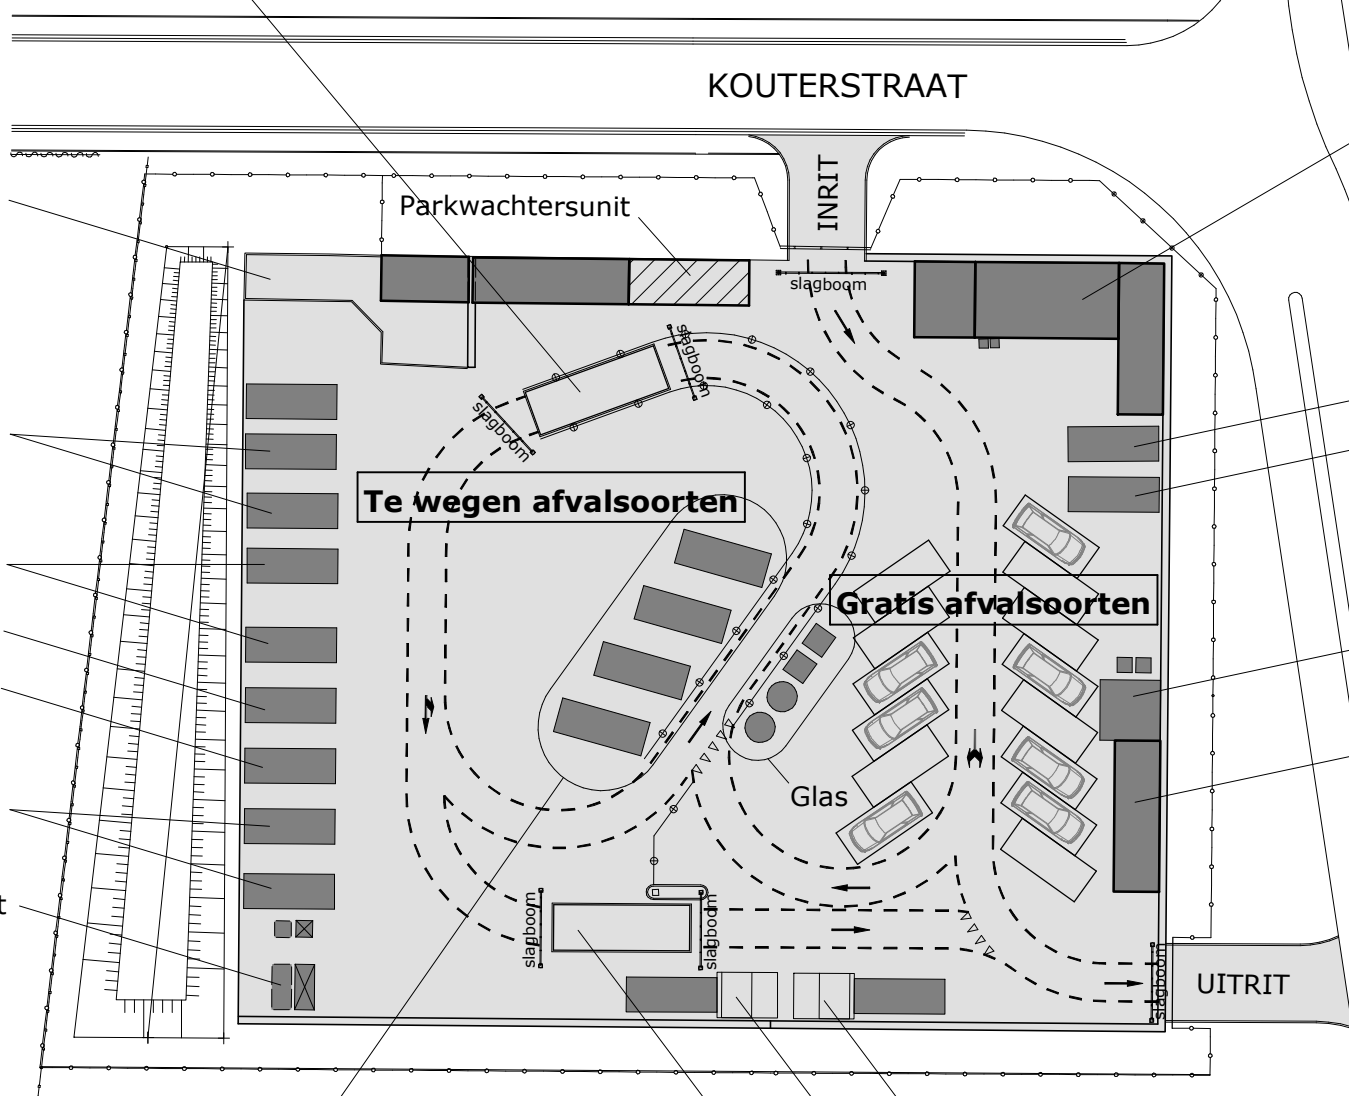 KOUTERSTRAAT
INRIT
Parkwachtersunit
slagboom
slagboom
slagboom
Te wegen afvalsoorten
Gratis afvalsoorten
Glas
t
slagboom
slagboom
slagboom
UITRIT